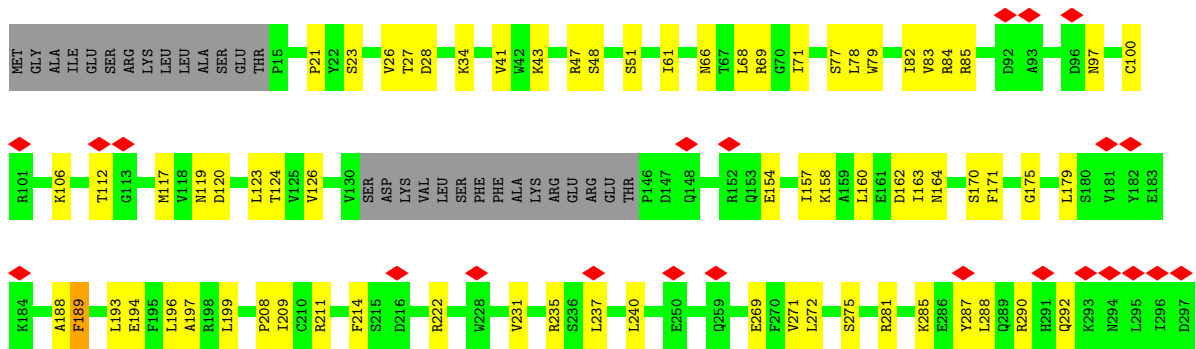 MET GLY ALA ILE GLU SER ARG LYS LEU LEU ALA SER GLU THR P15 P21 Y22 S23 V26 T27 D28 K34 V41 W42 K43 R47 S48 S51 I61 N66 T67 L68 R69 G70 I71 S77 L78 W79 I82 V83 R84 R85 D92 A93 D96 N97 C100
R101 K106 T112 G113 M117 V118 N119 D120 L123 T124 V125 V126 V130 SER ASP LYS VAL LEU SER PHE PHE ALA LYS ARG GLU ARG GLU THR P146 D147 Q148 R152 Q153 E154 I157 K158 A159 L160 E161 D162 I163 N164 S170 F171 G175 L179 S180 V181 Y182 E183
K184 A188 F189 L193 E194 F195 L196 A197 R198 L199 P208 I209 C210 R211 F214 S215 D216 R222 W228 V231 R235 S236 L237 L240 E250 Q259 E269 F270 V271 L272 S275 R281 K285 E286 Y287 L288 Q289 R290 H291 Q292 K293 N294 L295 I296 D297